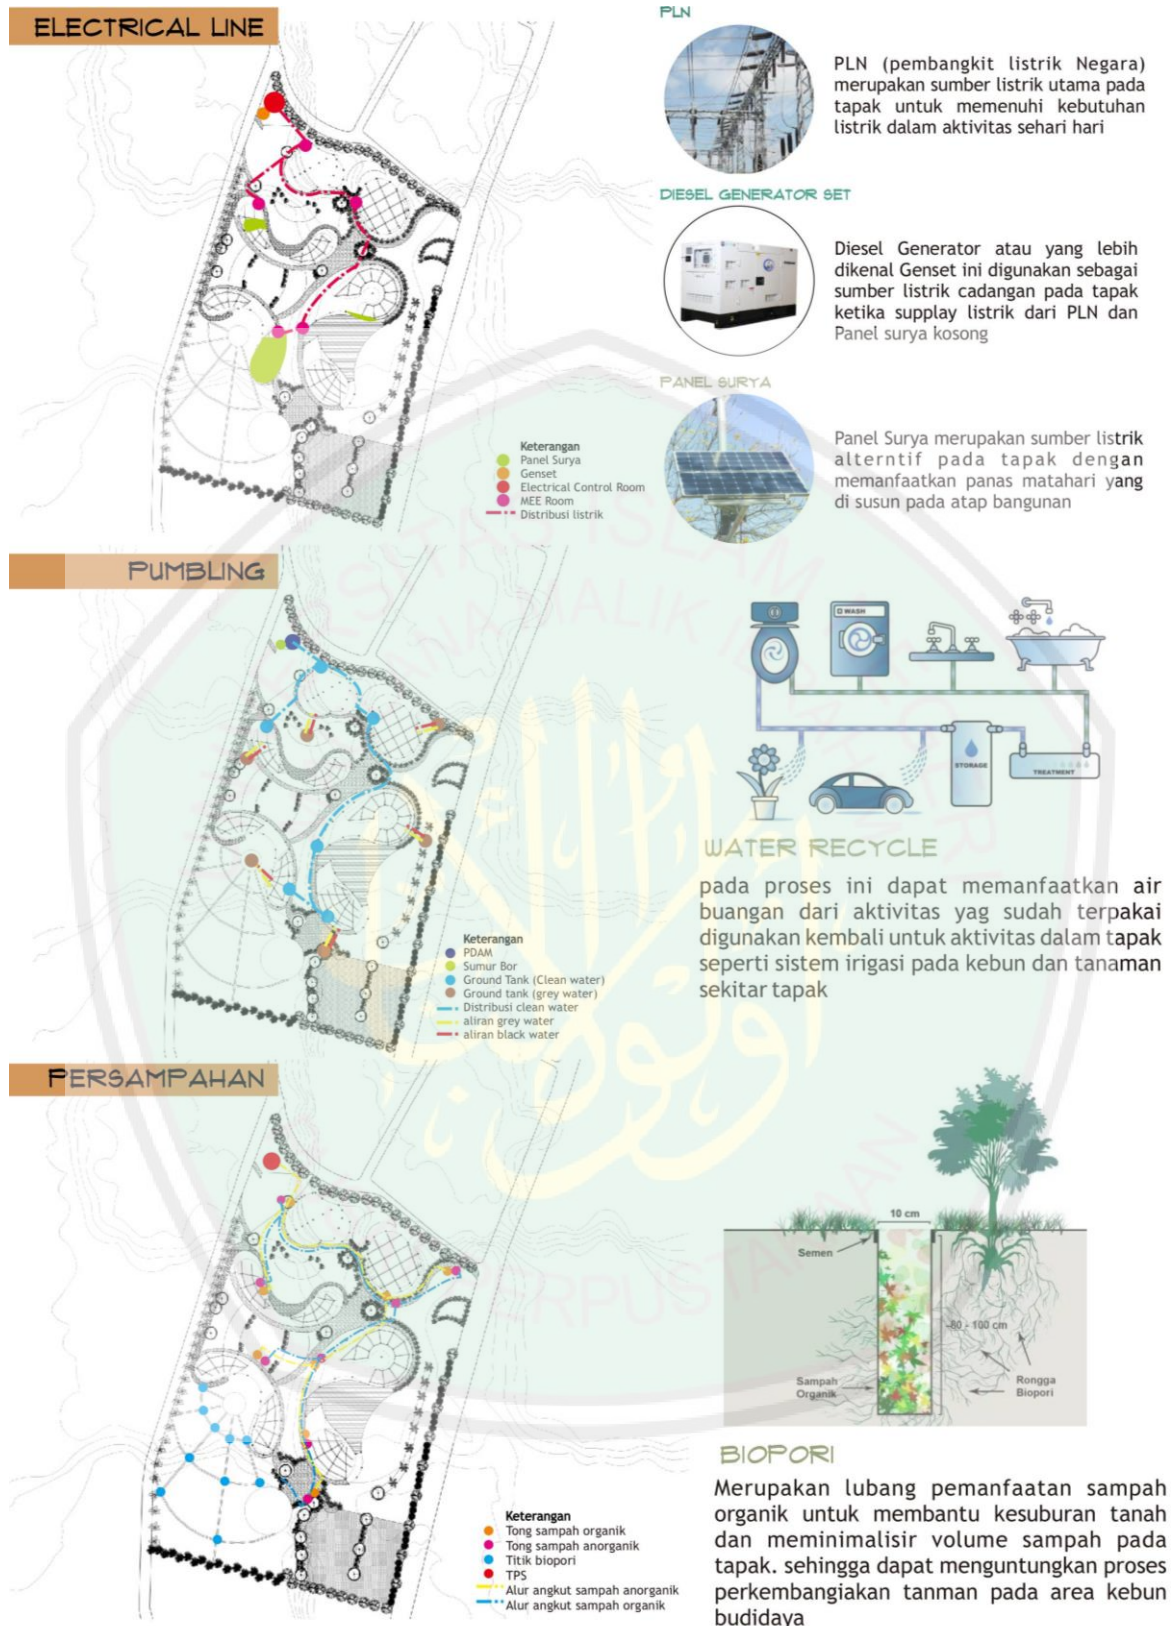 ELECTRICAL LINE
PLN
PLN (pembangkit listrik Negara)
merupakan sumber listrik utama pada
tapak untuk memenuhi kebutuhan
listrik dalam aktivitas sehari hari
DIESEL GENERATOR SET
Diesel Generator atau yang lebih
dikenal Genset ini digunakan sebagai
sumber listrik cadangan pada tapak
ketika supplay listrik dari PLN dan
Panel surya kosong
PANEL SURYA
Panel Surya merupakan sumber listrik
alterntif pada tapak dengan
memanfaatkan panas matahari yang
di susun pada atap bangunan
Keterangan
Panel Surya
Genset
Electrical Control Room
MEE Room
Distribusi listrik
PUMBLING
WASH
STORAGE
TREATMENT
WATER RECYCLE
pada proses ini dapat memanfaatkan air
buangan dari aktivitas yag sudah terpakai
digunakan kembali untuk aktivitas dalam tapak
seperti sistem irigasi pada kebun dan tanaman
sekitar tapak
Keterangan
PDAM
Sumur Bor
Ground Tank (Clean water)
Ground tank (grey water)
Distribusi clean water
aliran grey water
aliran black water
PERSAMPAHAN
10 cm
Semen
80 - 100 cm
Sampah
Organik
Rongga
Biopori
BIOPORI
Merupakan lubang pemanfaatan sampah
organik untuk membantu kesuburan tanah
dan meminimalisir volume sampah pada
tapak. sehingga dapat menguntungkan proses
perkembangiakan tanman pada area kebun
budidaya
Keterangan
Tong sampah organik
Tong sampah anorganik
Titik biopori
TPS
Alur angkut sampah anorganik
Alur angkut sampah organik